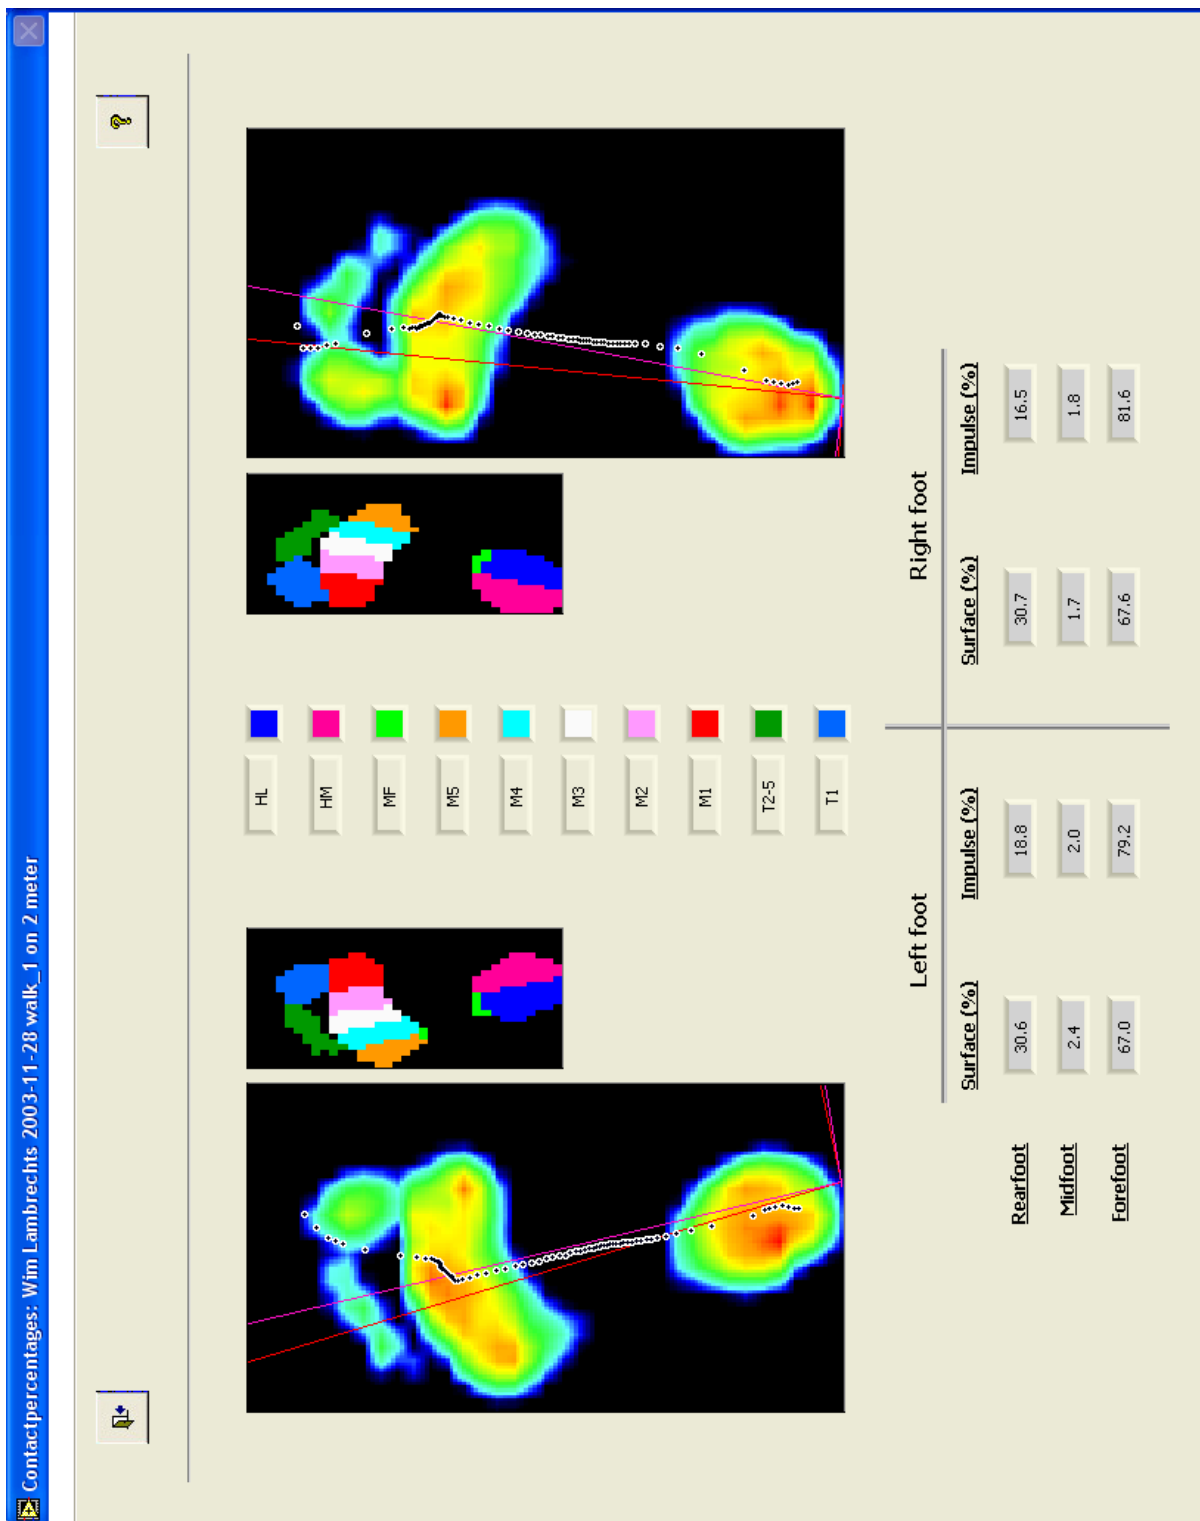 Contactpercentages: Wim Lambrechts 2003-11-28 walk_1 on 2 meter
?
HL
HM
MF
M5
M4
M3
M2
M1
T2-5
T1
Left foot Right foot
Surface (%) Impulse (%) Surface (%) Impulse (%)
Rearfoot 30.6 18.8 30.7 16.5
Midfoot 2.4 2.0 1.7 1.8
Forefoot 67.0 79.2 67.6 81.6